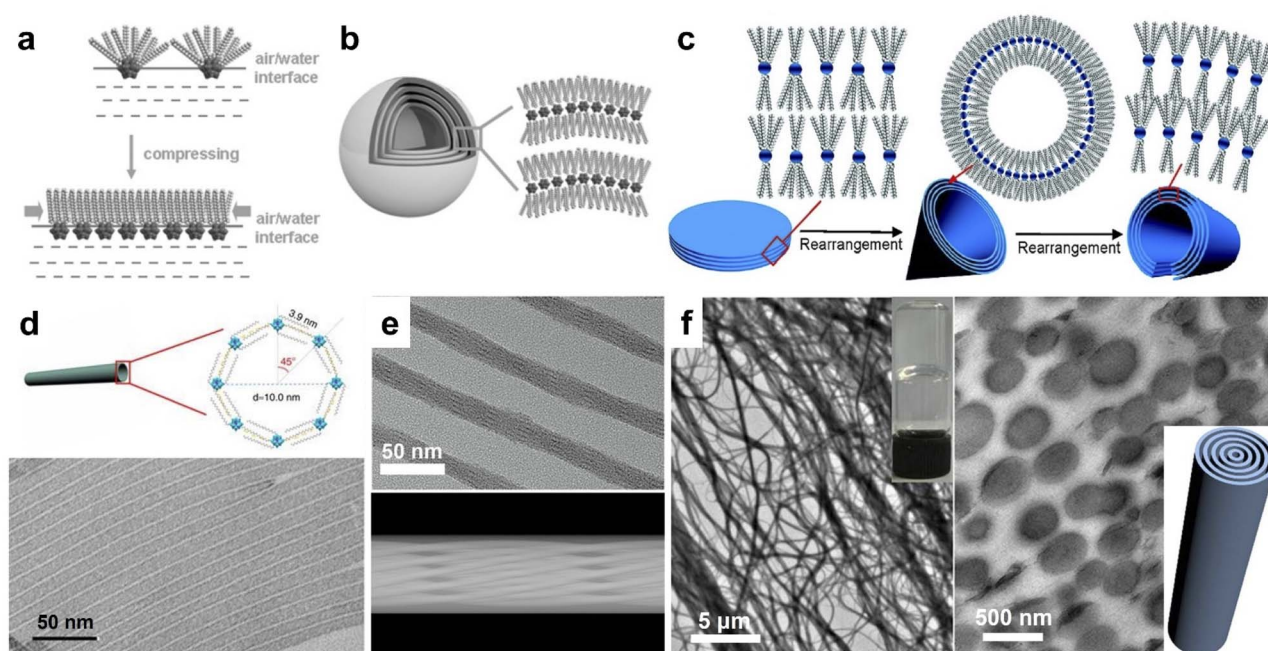 a
air/water
interface
compressing
air/water
interface
b
c
Rearrangement
Rearrangement
d
3.9 nm
45°
d=10.0 nm
50 nm
e
50 nm
f
5 μm
500 nm